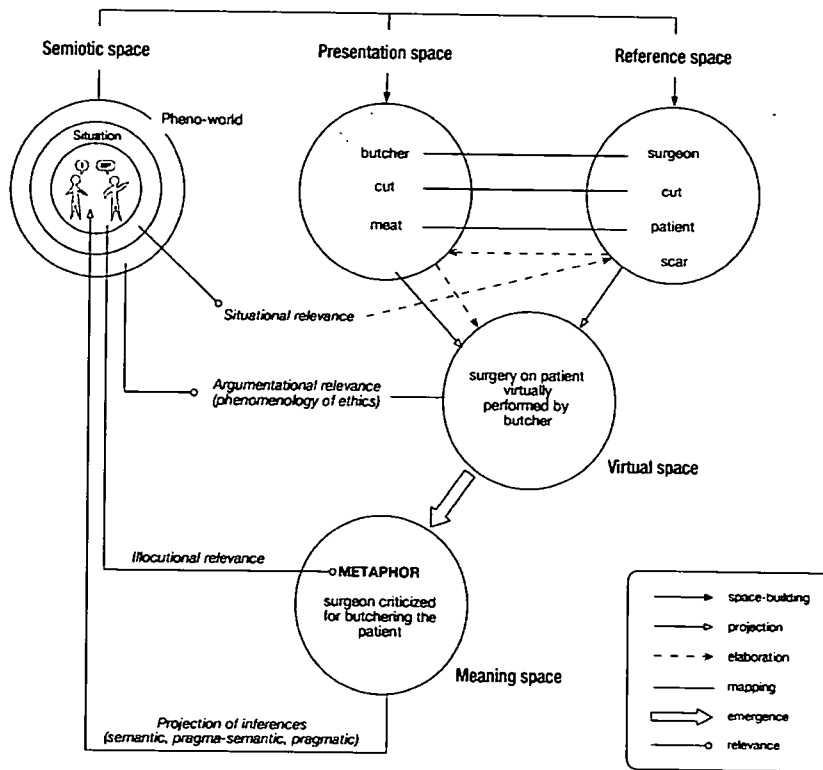 Semiotic space
Presentation space
Reference space
Pheno-world
Situation
butcher
cut
meat
surgeon
cut
patient
scar
Situational relevance
Argumentational relevance
(phenomenology of ethics)
surgery on patient
virtually
performed by
butcher
Virtual space
Illocutional relevance
METAPHOR
surgeon criticized
for butchering the
patient
Meaning space
Projection of inferences
(semantic, pragma-semantic, pragmatic)
space-building
projection
elaboration
mapping
emergence
relevance